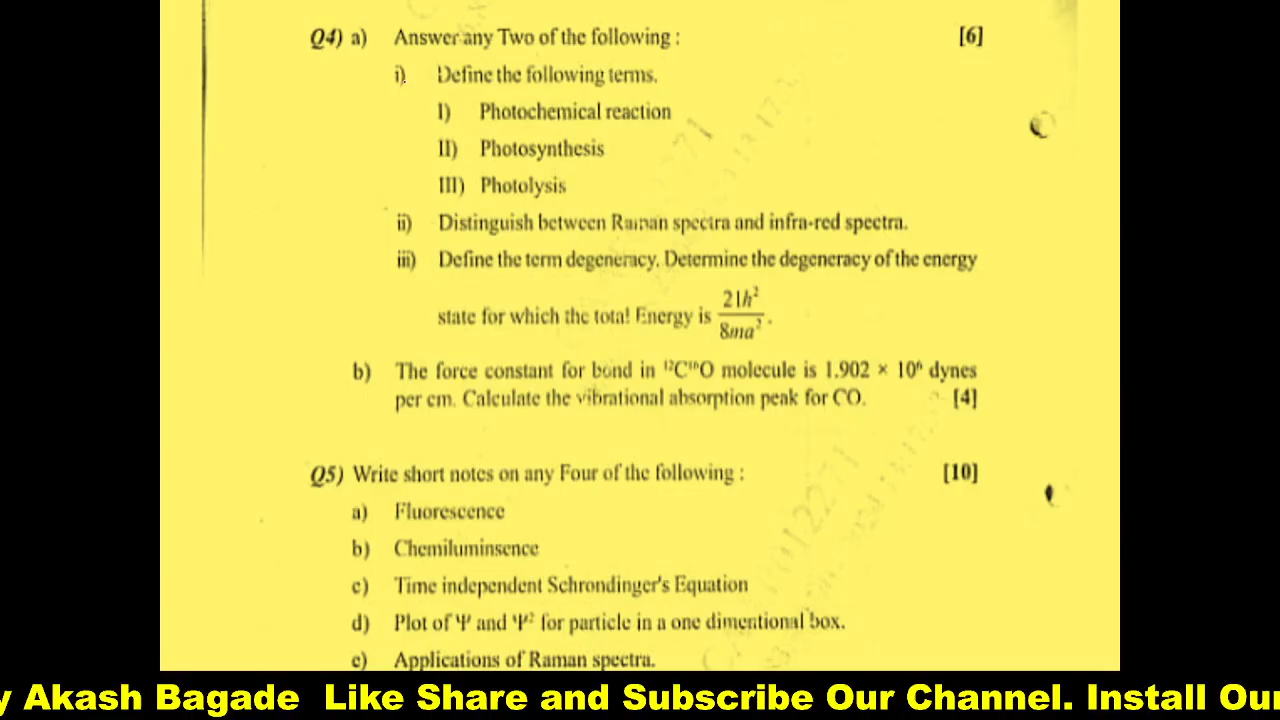 Q4) a) Answer any Two of the following : [6]
i) Define the following terms.
I) Photochemical reaction
II) Photosynthesis
III) Photolysis
ii) Distinguish between Raman spectra and infra-red spectra.
iii) Define the term degeneracy. Determine the degeneracy of the energy
state for which the total Energy is 21h²/8ma².
b) The force constant for bond in ¹²C¹⁶O molecule is 1.902 × 10⁶ dynes
per cm. Calculate the vibrational absorption peak for CO. [4]
Q5) Write short notes on any Four of the following : [10]
a) Fluorescence
b) Chemiluminsence
c) Time independent Schrondinger's Equation
d) Plot of Ψ and Ψ² for particle in a one dimentional box.
e) Applications of Raman spectra.
y Akash Bagade Like Share and Subscribe Our Channel. Install Our